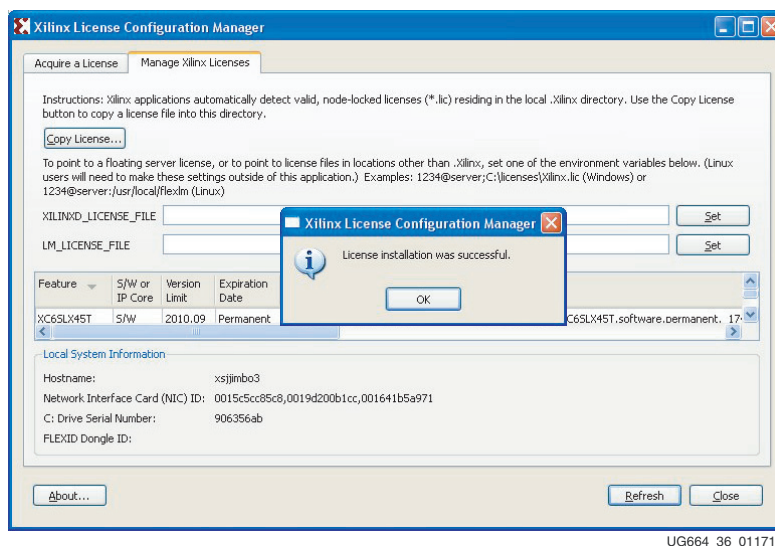 Xilinx License Configuration Manager
Acquire a License
Manage Xilinx Licenses
Instructions: Xilinx applications automatically detect valid, node-locked licenses (*.lic) residing in the local .Xilinx directory. Use the Copy License
button to copy a license file into this directory.
Copy License...
To point to a floating server license, or to point to license files in locations other than .Xilinx, set one of the environment variables below. (Linux
users will need to make these settings outside of this application.) Examples: 1234@server;C:\licenses\Xilinx.lic (Windows) or
1234@server:/usr/local/flexlm (Linux)
XILINXD_LICENSE_FILE
Set
LM_LICENSE_FILE
Set
Xilinx License Configuration Manager
License installation was successful.
OK
Feature S/W or IP Core Version Limit Expiration Date
XC6SLX45T S/W 2010.09 Permanent C6SLX45T.software.permanent.
Local System Information
Hostname: xsjjimbo3
Network Interface Card (NIC) ID: 0015c5cc85c8,0019d200b1cc,001641b5a971
C: Drive Serial Number: 906356ab
FLEXID Dongle ID:
About...
Refresh
Close
UG664_36_01171